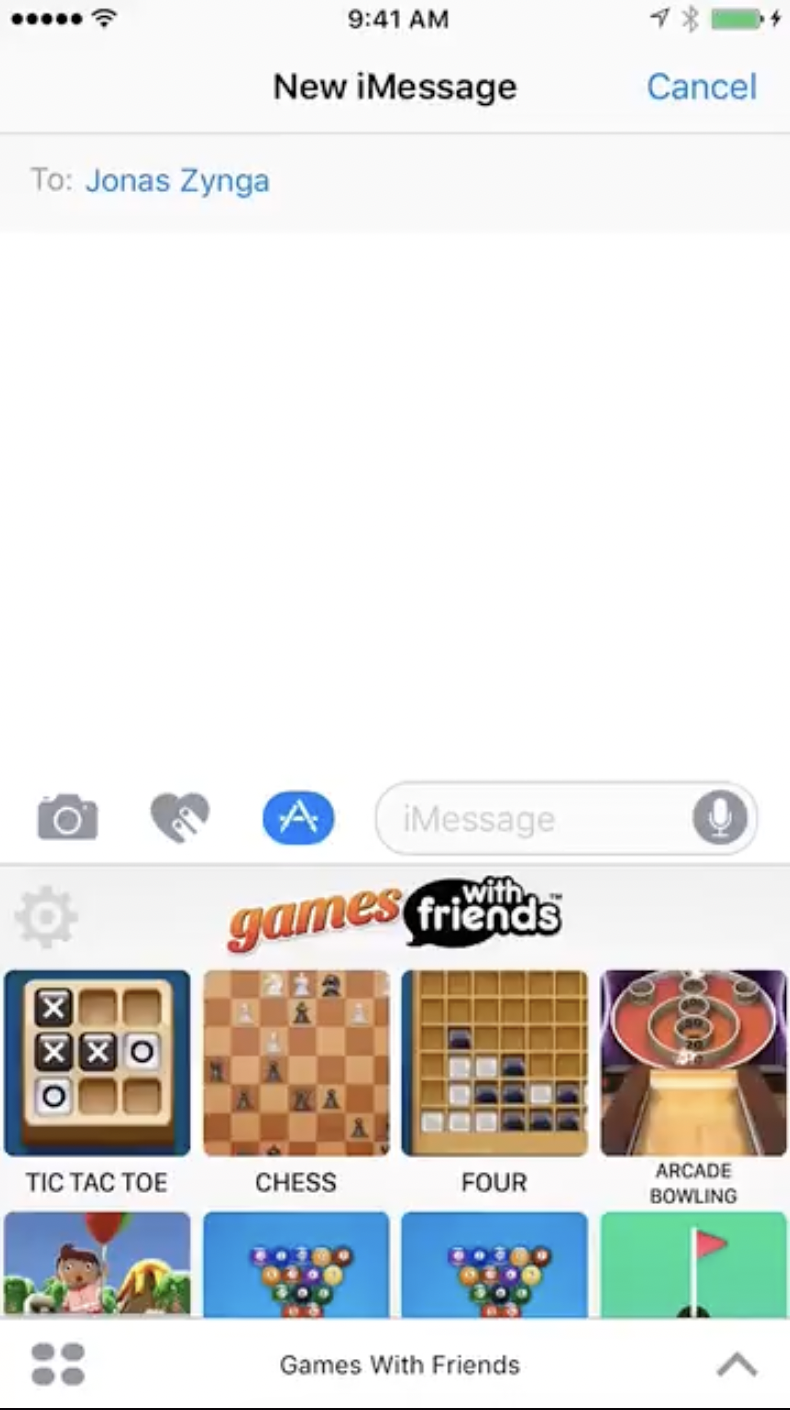 9:41 AM
New iMessage
Cancel
To: Jonas Zynga
iMessage
games with friends™
TIC TAC TOE
CHESS
FOUR
ARCADE
BOWLING
Games With Friends